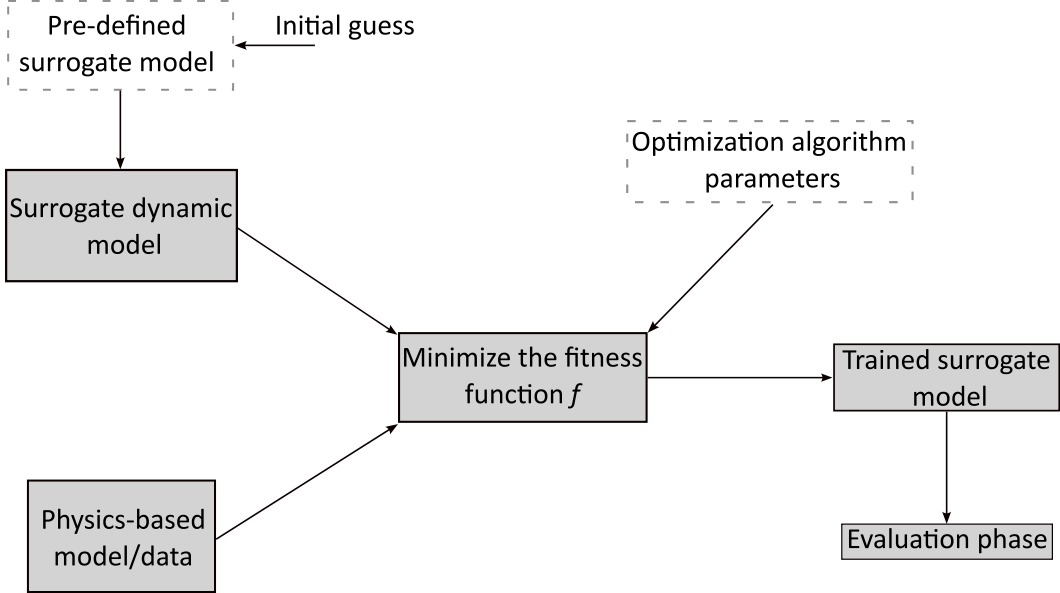 Pre-defined
surrogate model
Initial guess
Optimization algorithm
parameters
Surrogate dynamic
model
Minimize the fitness
function f
Trained surrogate
model
Physics-based
model/data
Evaluation phase